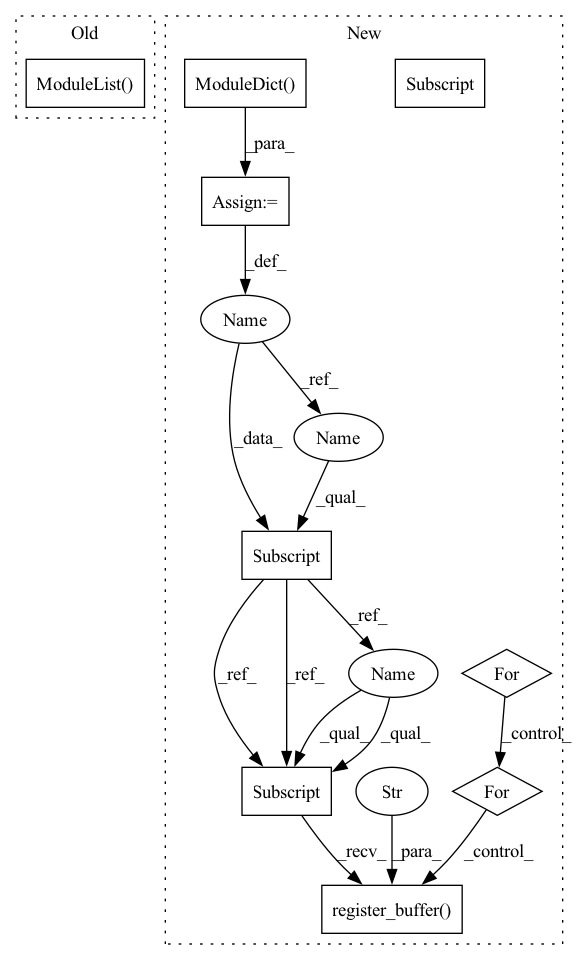 Old
New
ModuleList()
ModuleDict()
Subscript
_para_
Assign:=
_def_
Name
_ref_
_data_
Name
_qual_
Subscript
_ref_
_ref_
_ref_
Name
For
_qual_
_qual_
_control_
Subscript
Str
For
_recv_
_para_
_control_
register_buffer()